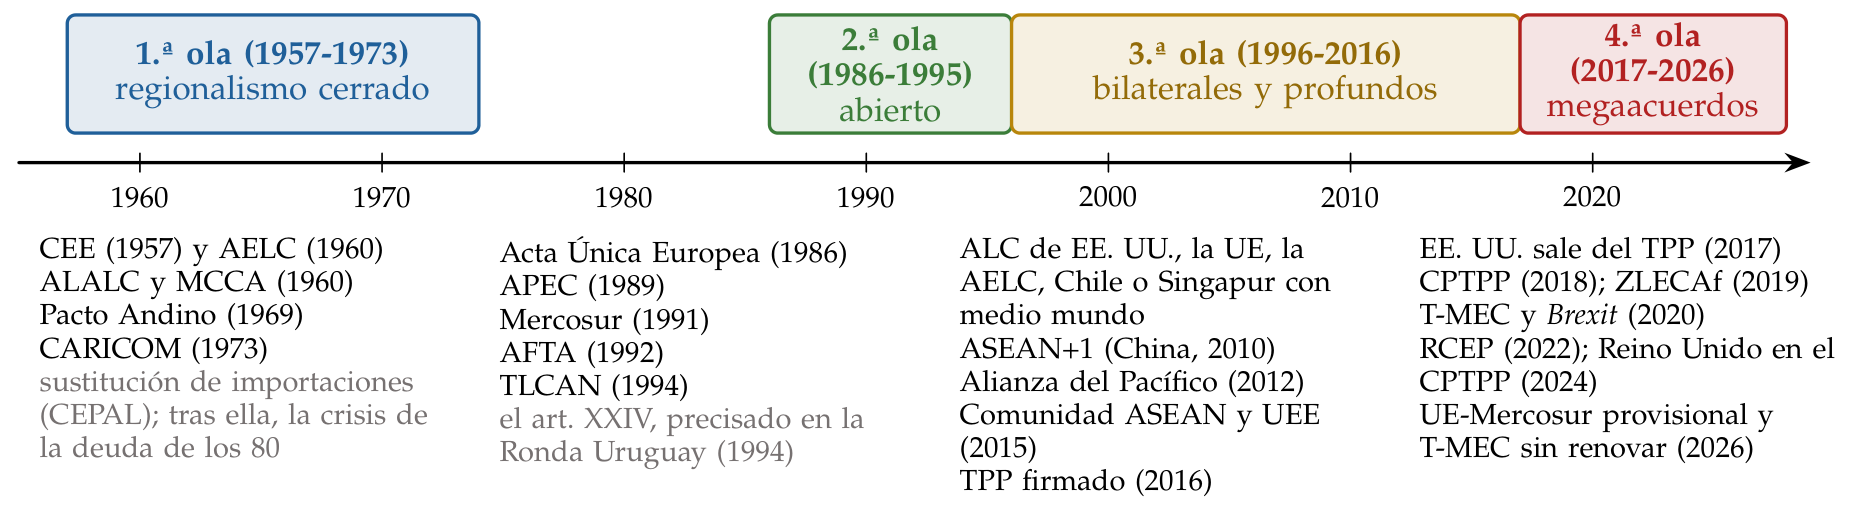 1.ª ola (1957-1973)
regionalismo cerrado
2.ª ola
(1986-1995)
abierto
3.ª ola (1996-2016)
bilaterales y profundos
4.ª ola
(2017-2026)
megaacuerdos
1960
1970
1980
1990
2000
2010
2020
CEE (1957) y AELC (1960)
ALALC y MCCA (1960)
Pacto Andino (1969)
CARICOM (1973)
sustitución de importaciones
(CEPAL); tras ella, la crisis de
la deuda de los 80
Acta Única Europea (1986)
APEC (1989)
Mercosur (1991)
AFTA (1992)
TLCAN (1994)
el art. XXIV, precisado en la
Ronda Uruguay (1994)
ALC de EE. UU., la UE, la
AELC, Chile o Singapur con
medio mundo
ASEAN+1 (China, 2010)
Alianza del Pacífico (2012)
Comunidad ASEAN y UEE
(2015)
TPP firmado (2016)
EE. UU. sale del TPP (2017)
CPTPP (2018); ZLECAf (2019)
T-MEC y Brexit (2020)
RCEP (2022); Reino Unido en el
CPTPP (2024)
UE-Mercosur provisional y
T-MEC sin renovar (2026)